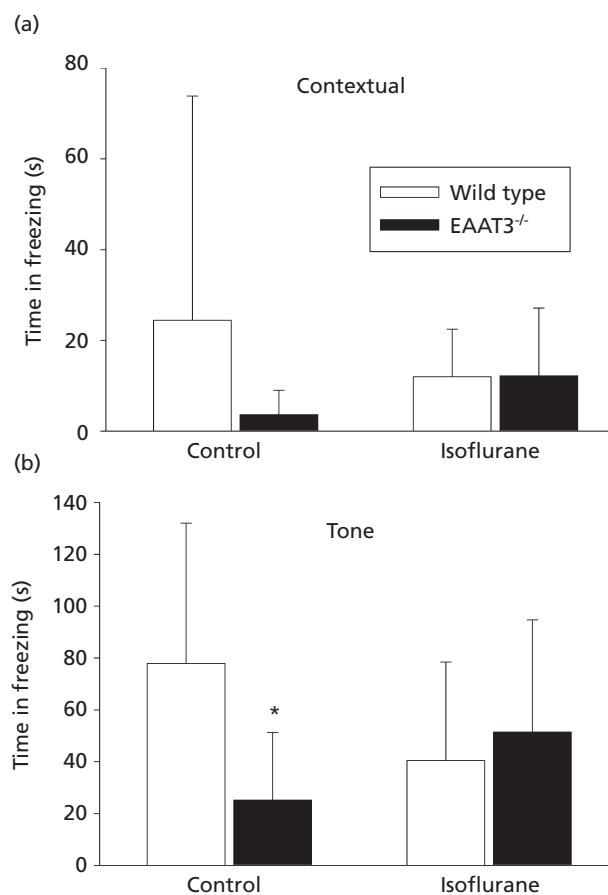 (a)
80
60
40
20
0
Time in freezing (s)
Contextual
Wild type
EAAT3-/-
Control
Isoflurane
(b)
140
120
100
80
60
40
20
0
Time in freezing (s)
Tone
*
Control
Isoflurane